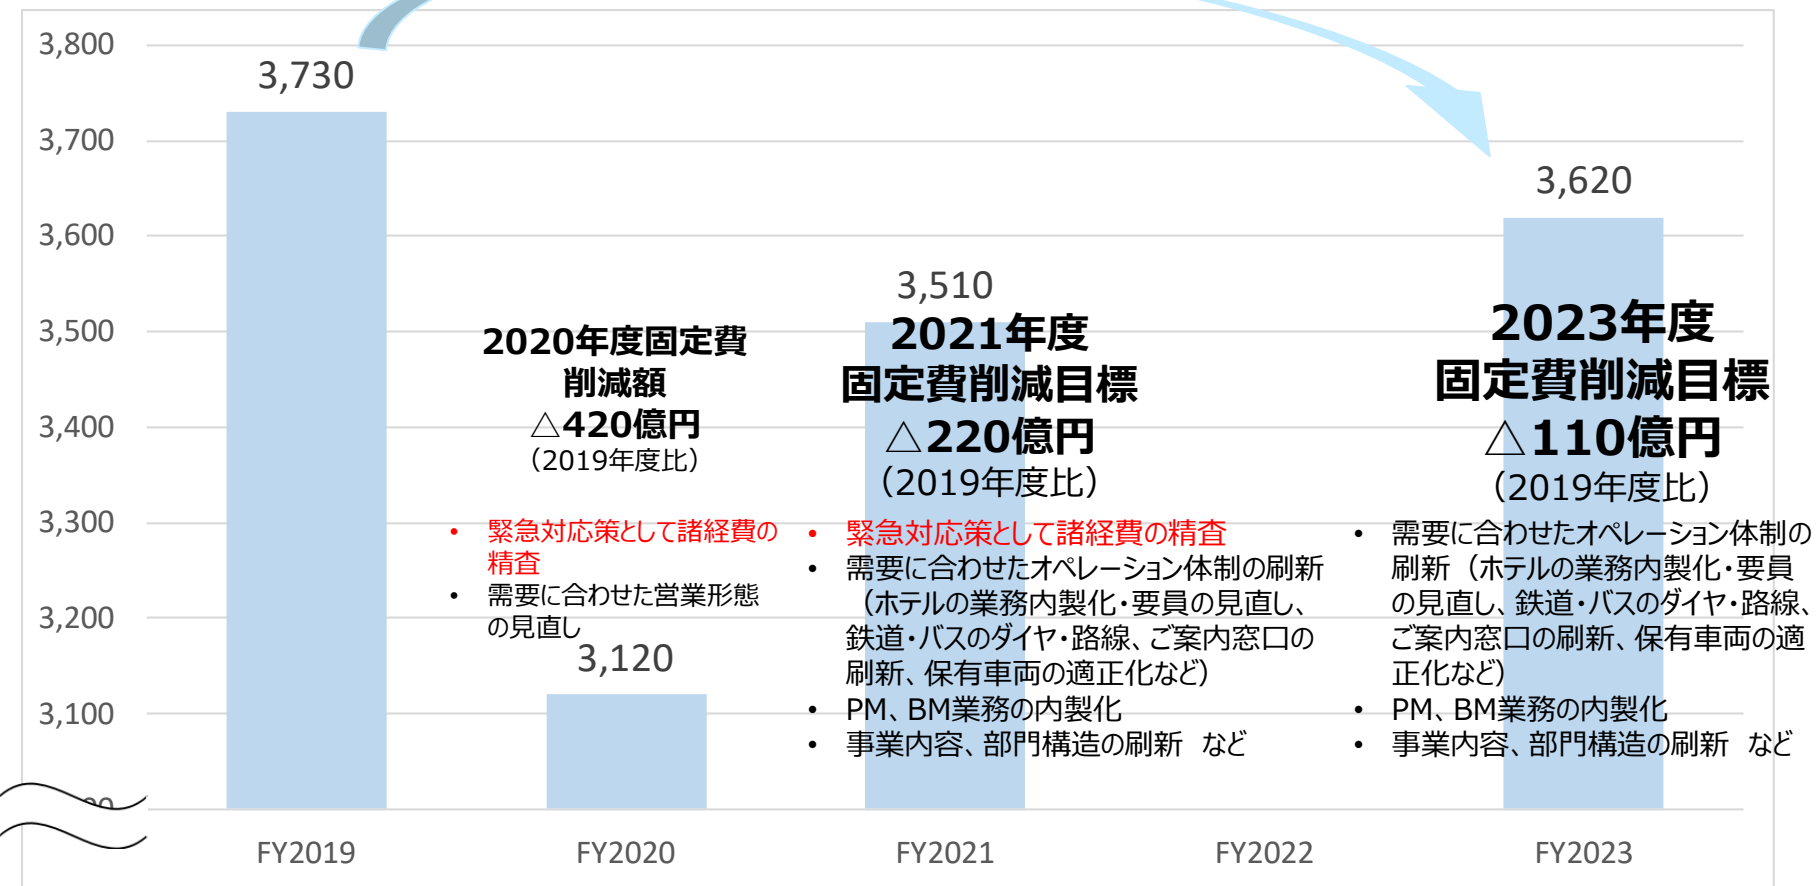 3,800
3,700
3,600
3,500
3,400
3,300
3,200
3,100
3,730
3,120
3,510
3,620
2020年度固定費
削減額
△420億円
(2019年度比)
• 緊急対応策として諸経費の
精査
• 需要に合わせた営業形態
の見直し
2021年度
固定費削減目標
△220億円
(2019年度比)
• 緊急対応策として諸経費の精査
• 需要に合わせたオペレーション体制の刷新
(ホテルの業務内製化・要員の見直し、
鉄道・バスのダイヤ・路線、ご案内窓口の
刷新、保有車両の適正化など)
• PM、BM業務の内製化
• 事業内容、部門構造の刷新 など
2023年度
固定費削減目標
△110億円
(2019年度比)
• 需要に合わせたオペレーション体制の
刷新(ホテルの業務内製化・要員
の見直し、鉄道・バスのダイヤ・路線、
ご案内窓口の刷新、保有車両の適
正化など)
• PM、BM業務の内製化
• 事業内容、部門構造の刷新 など
FY2019
FY2020
FY2021
FY2022
FY2023